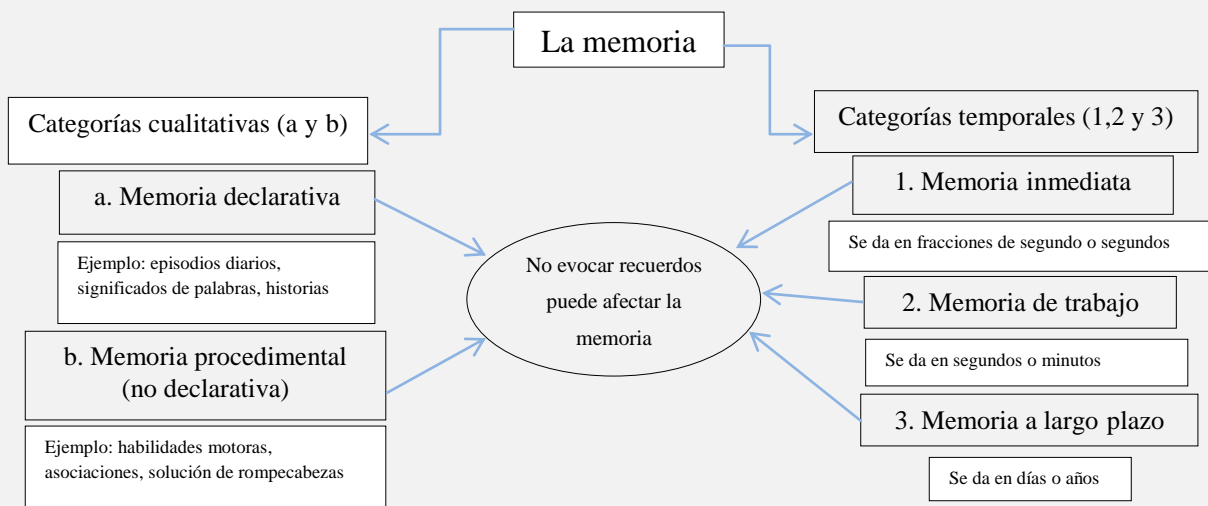 La memoria
Categorías cualitativas (a y b)
a. Memoria declarativa
Ejemplo: episodios diarios,
significados de palabras, historias
b. Memoria procedimental
(no declarativa)
Ejemplo: habilidades motoras,
asociaciones, solución de rompecabezas
No evocar recuerdos
puede afectar la
memoria
Categorías temporales (1,2 y 3)
1. Memoria inmediata
Se da en fracciones de segundo o segundos
2. Memoria de trabajo
Se da en segundos o minutos
3. Memoria a largo plazo
Se da en días o años